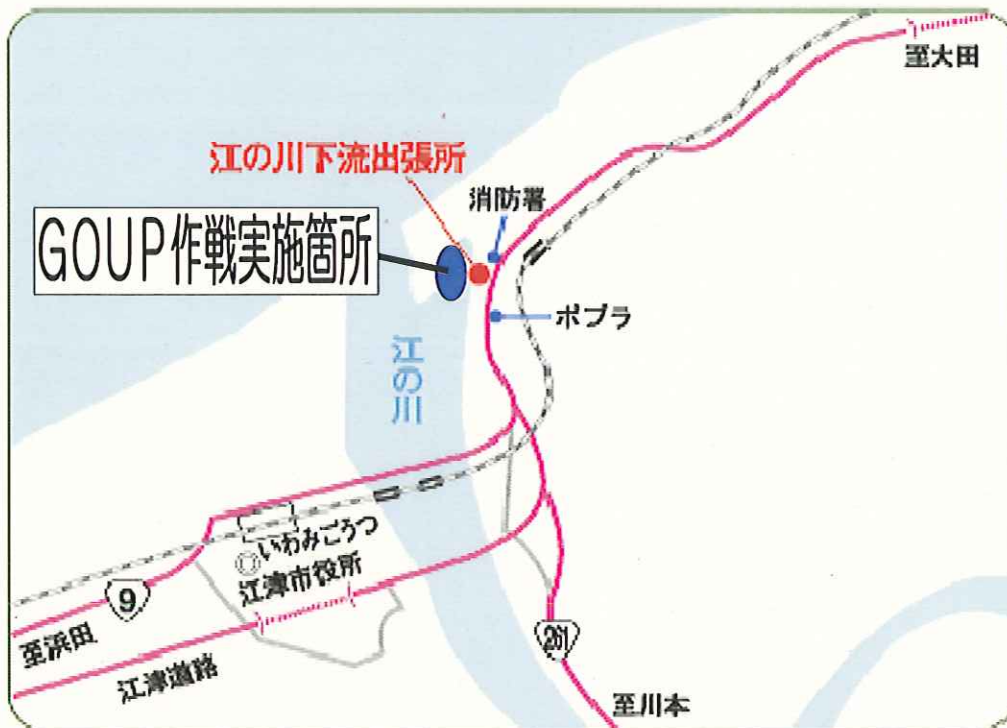 至大田
江の川下流出張所
消防署
GOUP作戦実施箇所
ポプラ
江の川
いわみごうつ
江津市役所
9
至浜田
江津道路
261
至川本